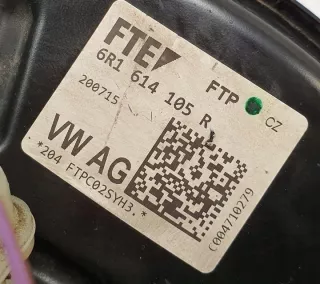 FTE
FTP CZ
6R1 614 105 R
200715
VW AG
*204 FTPC02SYH3.*
C004710279